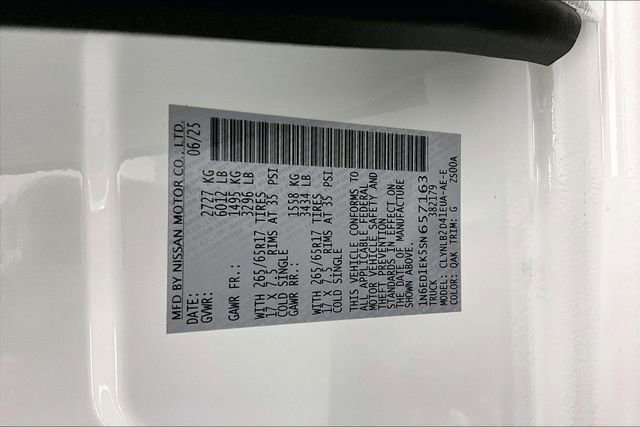 MFD BY NISSAN MOTOR CO., LTD.
DATE: 06/25
GVWR: 2727 KG
6012 LB
GAWR FR.: 1495 KG
3296 LB
WITH 265/65R17 TIRES
17 X 7.5 RIMS AT 35 PSI
COLD SINGLE
GAWR RR.: 1558 KG
3434 LB
WITH 265/65R17 TIRES
17 X 7.5 RIMS AT 35 PSI
COLD SINGLE
THIS VEHICLE CONFORMS TO
ALL APPLICABLE FEDERAL
MOTOR VEHICLE SAFETY AND
THEFT PREVENTION
STANDARDS IN EFFECT ON
THE DATE OF MANUFACTURE
SHOWN ABOVE.
1N6ED1EK5SN657163
TRUCK 382179
MODEL: CLYNLBZD41EUA-AE-E
COLOR: QAK TRIM: G ZS00A